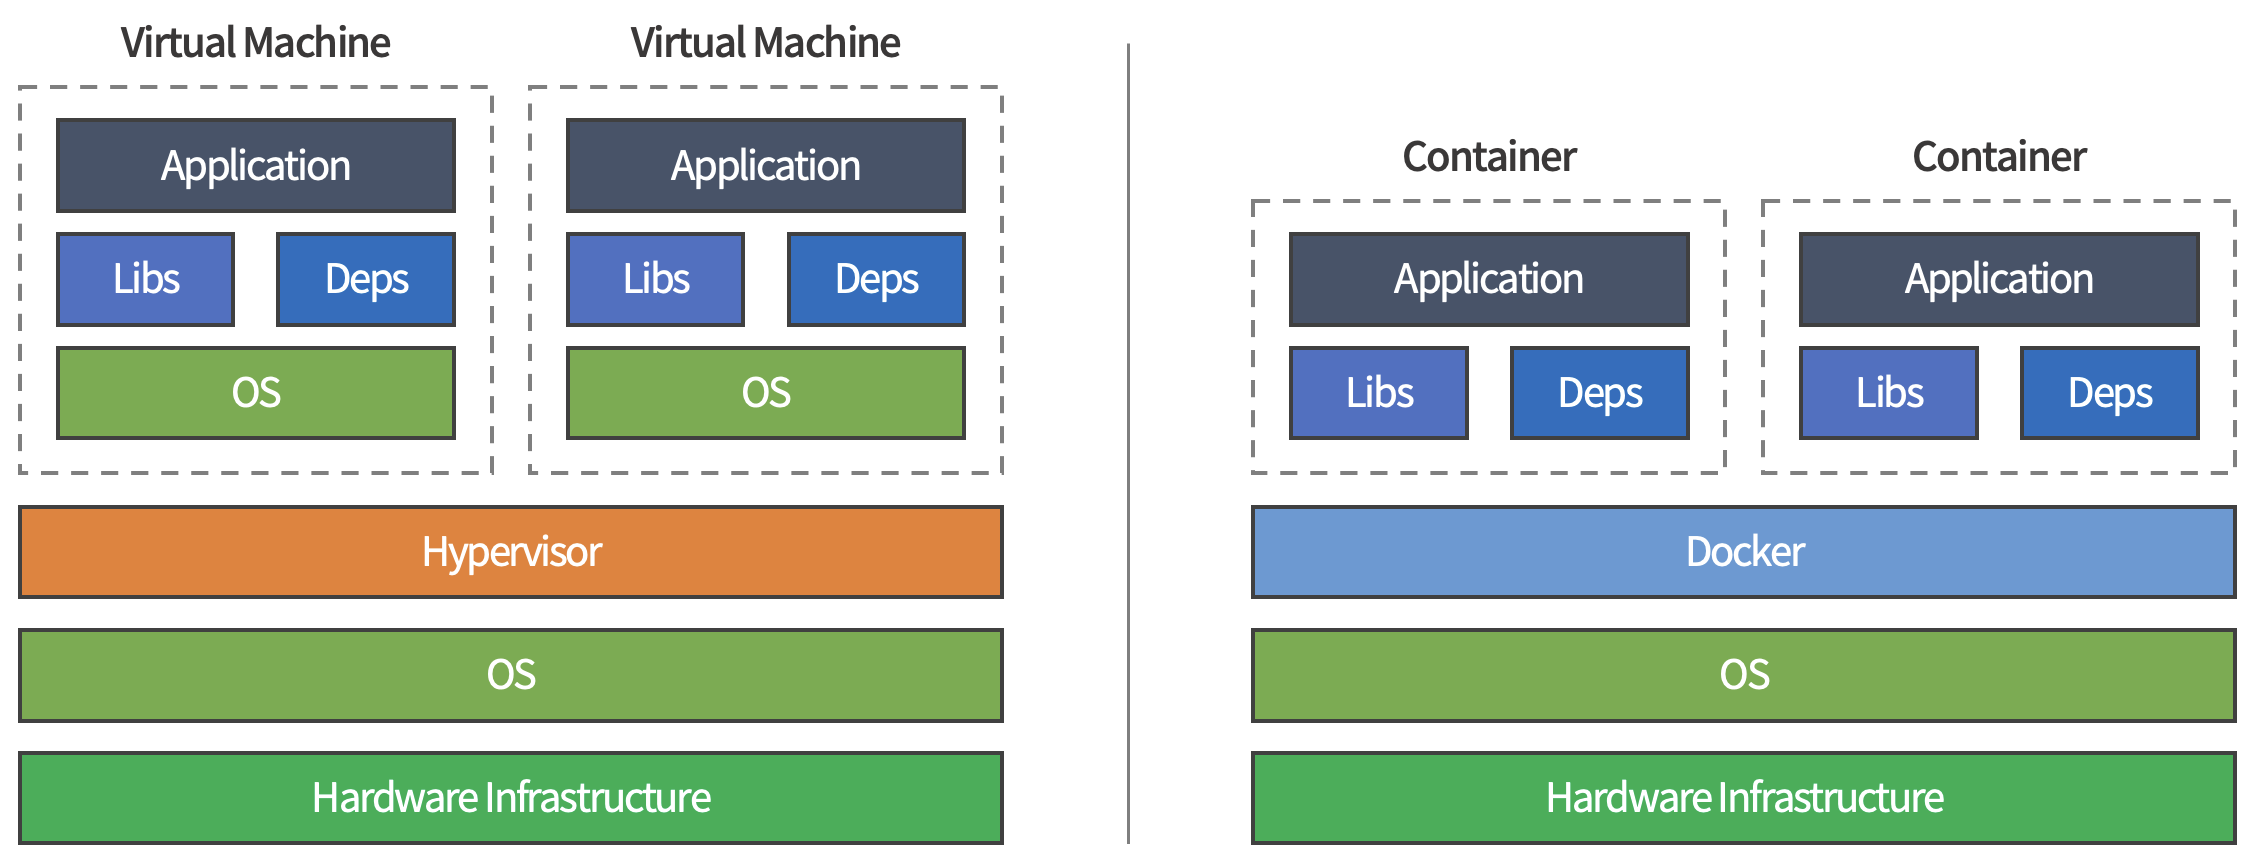 Virtual Machine
Virtual Machine
Application
Libs
Deps
OS
Application
Libs
Deps
OS
Hypervisor
OS
Hardware Infrastructure
Container
Container
Application
Libs
Deps
Application
Libs
Deps
Docker
OS
Hardware Infrastructure